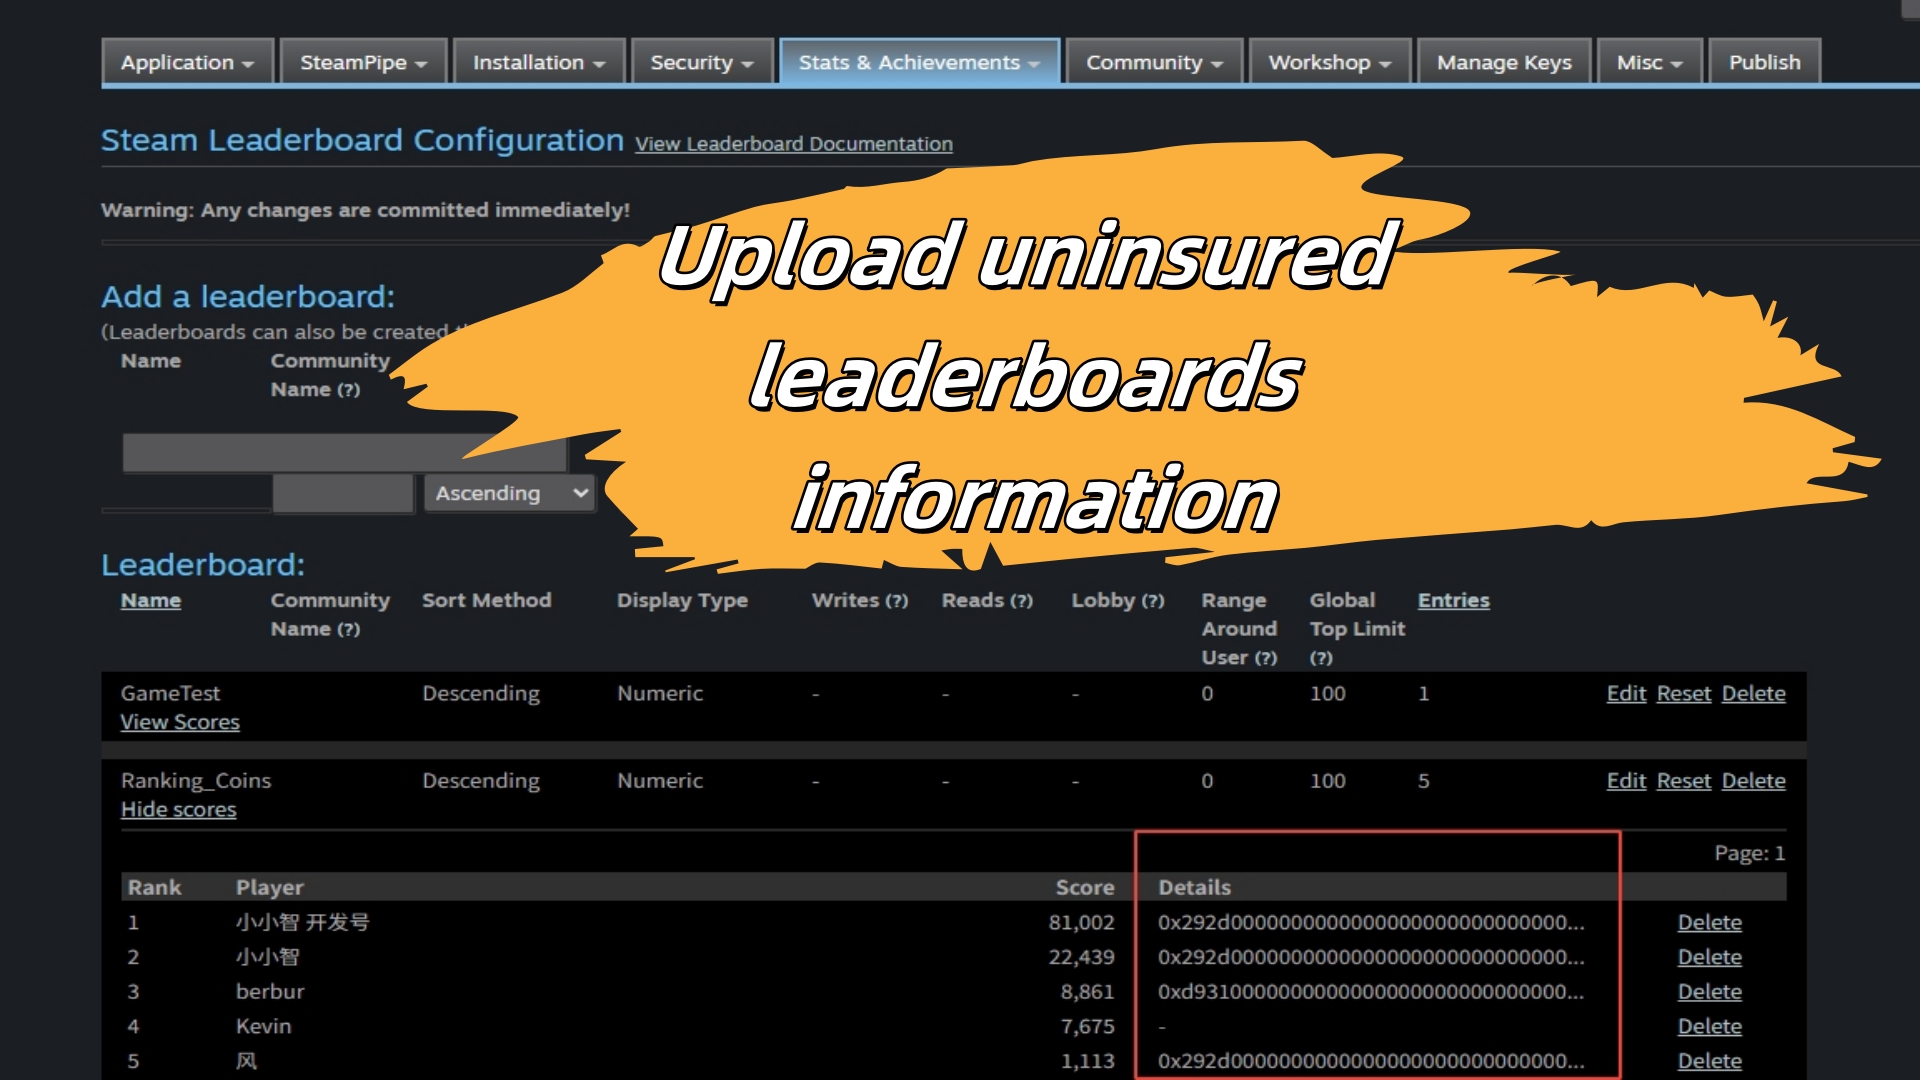 Application SteamPipe Installation Security Stats & Achievements Community Workshop Manage Keys Misc Publish
Steam Leaderboard Configuration View Leaderboard Documentation
Warning: Any changes are committed immediately!
Upload uninsured
leaderboards
information
Add a leaderboard:
(Leaderboards can also be created
Name Community
Name (?)
Ascending
Leaderboard:
Name Community Sort Method Display Type Writes (?) Reads (?) Lobby (?) Range Global Entries
Name (?) Around Top Limit
User (?) (?)
GameTest Descending Numeric - - - 0 100 1 Edit Reset Delete
View Scores
Ranking_Coins Descending Numeric - - - 0 100 5 Edit Reset Delete
Hide scores
Page: 1
Rank Player Score Details
1 小小智 开发号 81,002 0x292d0000000000000000000000000000... Delete
2 小小智 22,439 0x292d0000000000000000000000000000... Delete
3 berbur 8,861 0xd9310000000000000000000000000000... Delete
4 Kevin 7,675 - Delete
5 风 1,113 0x292d0000000000000000000000000000... Delete